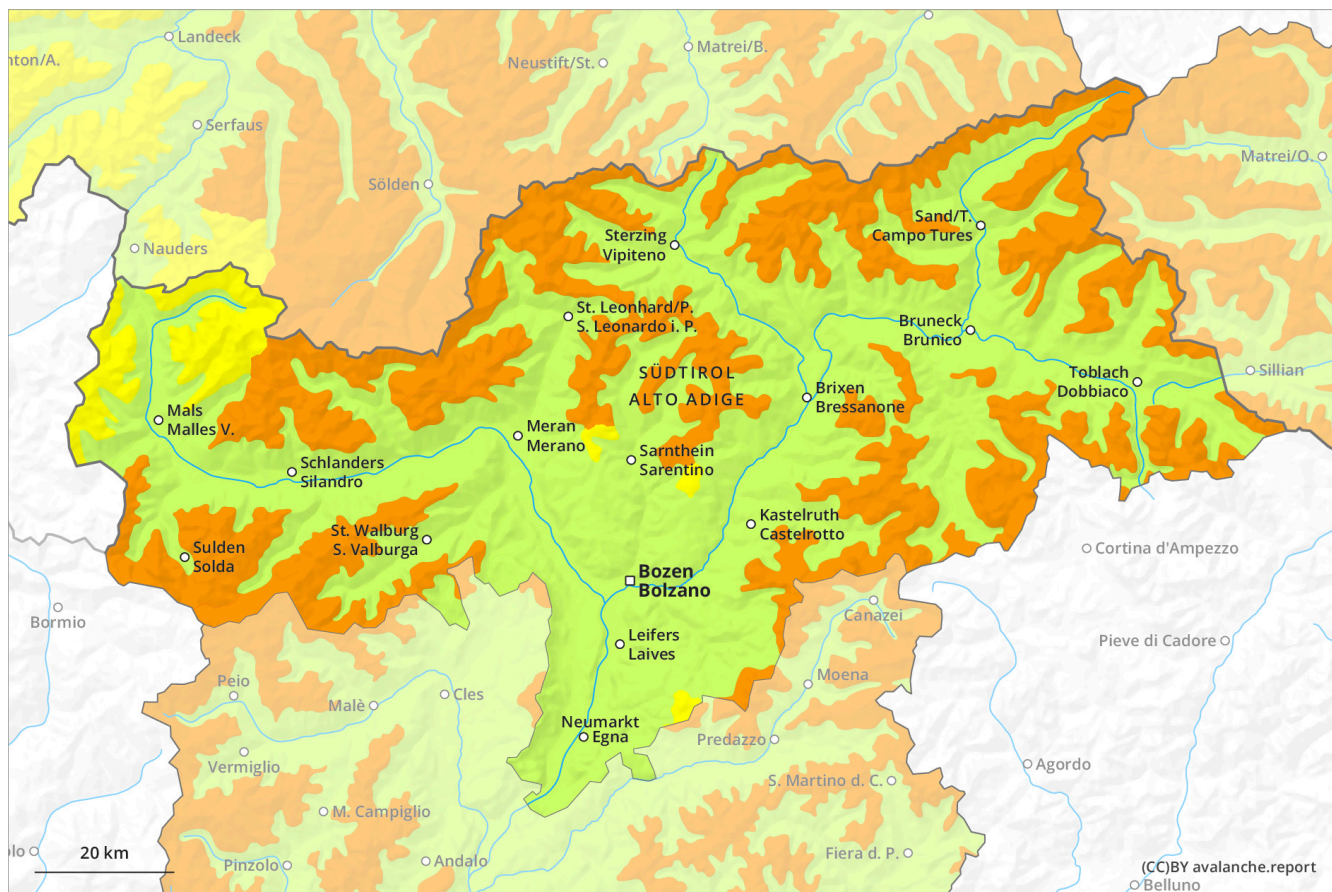 Landeck
Matrei/B.
nton/A.
Neustift/St.
Serfaus
Matrei/O.
Sölden
Sand/T.
Campo Tures
Sterzing
Vipiteno
Nauders
St. Leonhard/P.
S. Leonardo i. P.
Bruneck
Brunico
SÜDTIROL
ALTO ADIGE
Toblach
Dobbiaco
Sillian
Brixen
Bressanone
Mals
Malles V.
Meran
Merano
Sarnthein
Sarentino
Schlanders
Silandro
Kastelruth
Castelrotto
St. Walburg
S. Valburga
Sulden
Solda
Cortina d'Ampezzo
Bozen
Bolzano
Bormio
Canazei
Leifers
Laives
Pieve di Cadore
Peio
Malè
Cles
Moena
Neumarkt
Egna
Predazzo
Vermiglio
Agordo
S. Martino d. C.
M. Campiglio
20 km
olo
Pinzolo
Andalo
Fiera d. P.
(CC)BY avalanche.report
Belluno